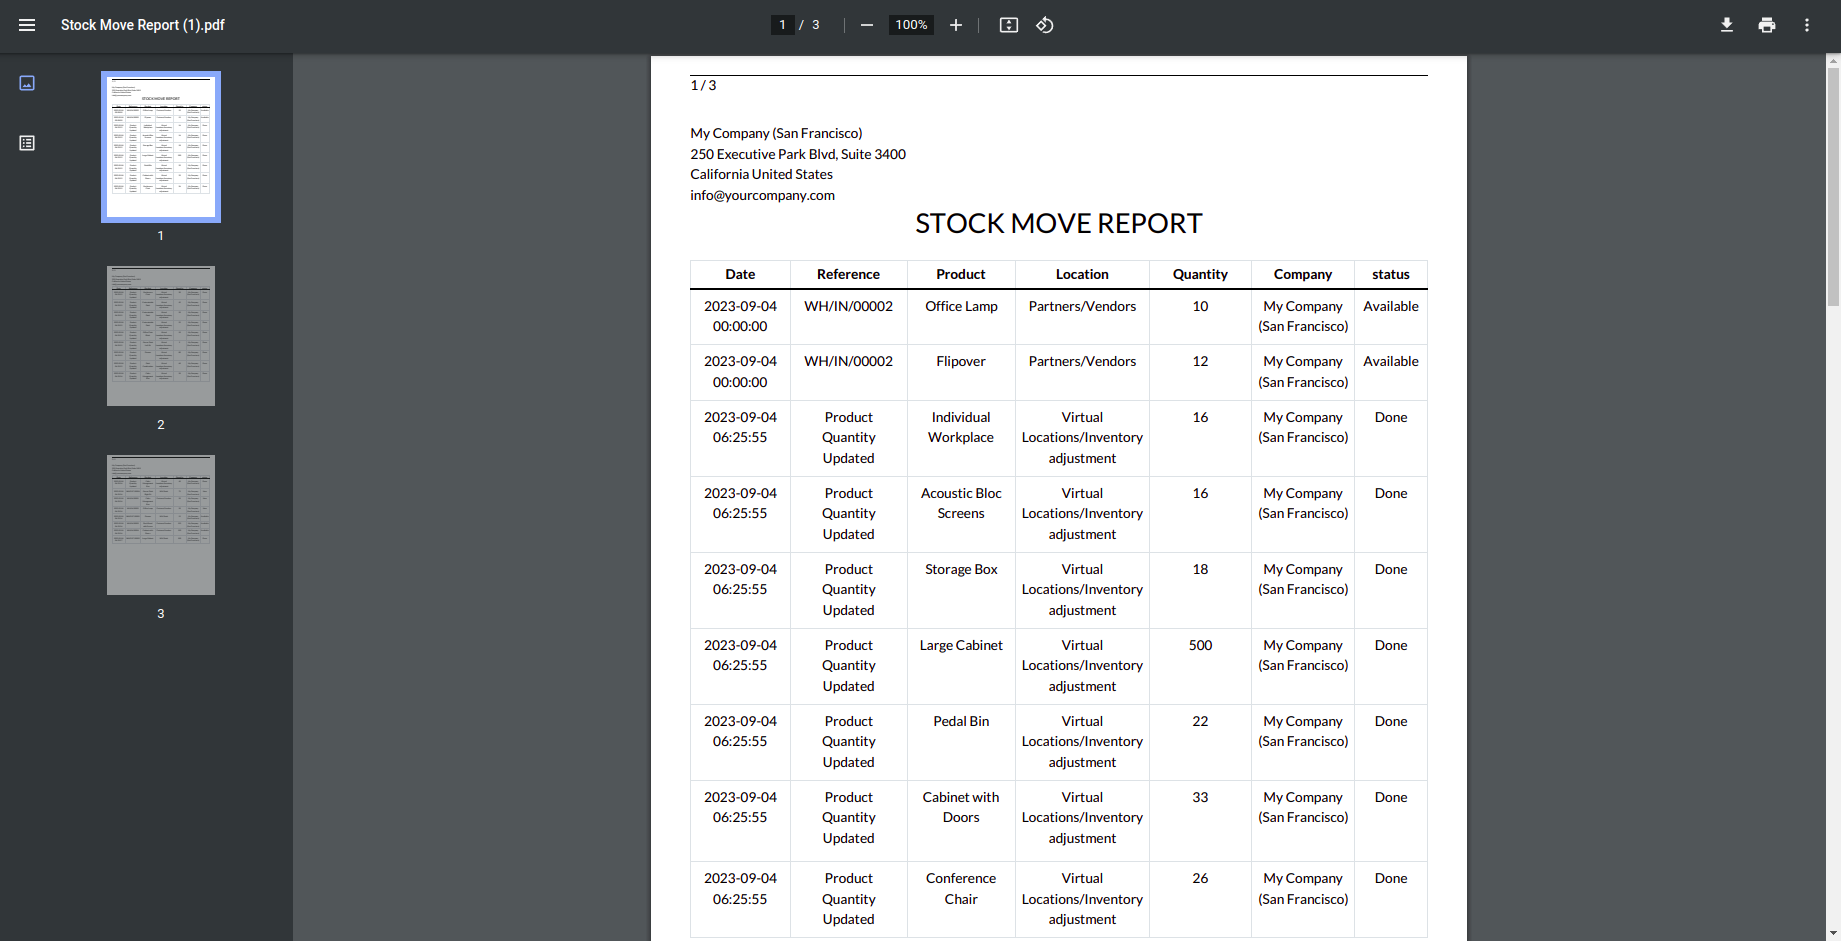 Stock Move Report (1).pdf
1 / 3
100%
1
2
3
1 / 3
My Company (San Francisco)
250 Executive Park Blvd, Suite 3400
California United States
info@yourcompany.com
STOCK MOVE REPORT
Date Reference Product Location Quantity Company status
2023-09-04 WH/IN/00002 Office Lamp Partners/Vendors 10 My Company Available
00:00:00 (San Francisco)
2023-09-04 WH/IN/00002 Flipover Partners/Vendors 12 My Company Available
00:00:00 (San Francisco)
2023-09-04 Product Individual Virtual 16 My Company Done
06:25:55 Quantity Workplace Locations/Inventory (San Francisco)
Updated adjustment
2023-09-04 Product Acoustic Bloc Virtual 16 My Company Done
06:25:55 Quantity Screens Locations/Inventory (San Francisco)
Updated adjustment
2023-09-04 Product Storage Box Virtual 18 My Company Done
06:25:55 Quantity Locations/Inventory (San Francisco)
Updated adjustment
2023-09-04 Product Large Cabinet Virtual 500 My Company Done
06:25:55 Quantity Locations/Inventory (San Francisco)
Updated adjustment
2023-09-04 Product Pedal Bin Virtual 22 My Company Done
06:25:55 Quantity Locations/Inventory (San Francisco)
Updated adjustment
2023-09-04 Product Cabinet with Virtual 33 My Company Done
06:25:55 Quantity Doors Locations/Inventory (San Francisco)
Updated adjustment
2023-09-04 Product Conference Virtual 26 My Company Done
06:25:55 Quantity Chair Locations/Inventory (San Francisco)
Updated adjustment